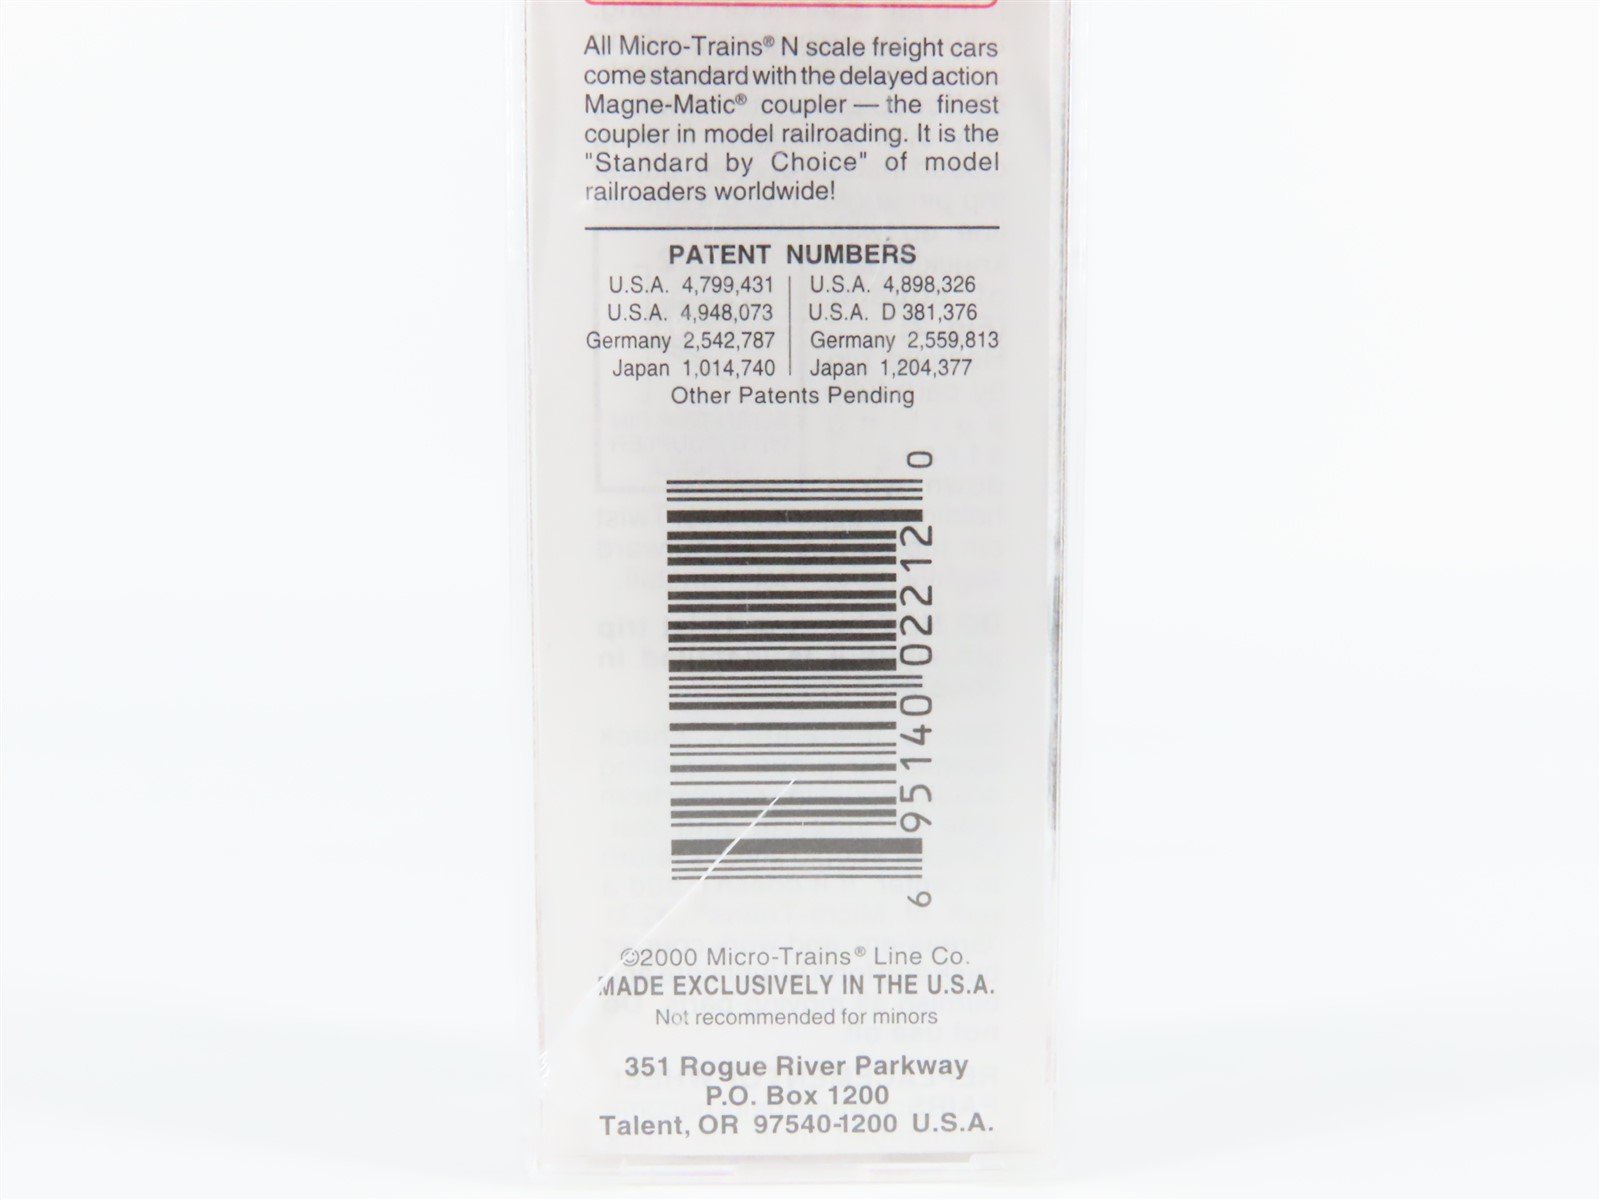 All Micro-Trains® N scale freight cars
come standard with the delayed action
Magne-Matic® coupler — the finest
coupler in model railroading. It is the
"Standard by Choice" of model
railroaders worldwide!
PATENT NUMBERS
U.S.A. 4,799,431 | U.S.A. 4,898,326
U.S.A. 4,948,073 | U.S.A. D 381,376
Germany 2,542,787 | Germany 2,559,813
Japan 1,014,740 | Japan 1,204,377
Other Patents Pending
6 95140 02212 0
©2000 Micro-Trains® Line Co.
MADE EXCLUSIVELY IN THE U.S.A.
Not recommended for minors
351 Rogue River Parkway
P.O. Box 1200
Talent, OR 97540-1200 U.S.A.